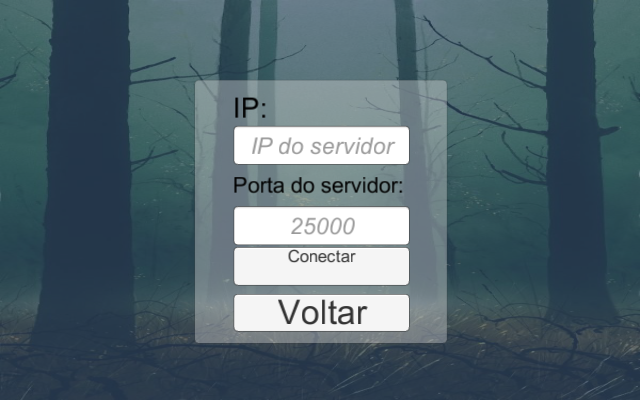 IP:
IP do servidor
Porta do servidor:
25000
Conectar
Voltar